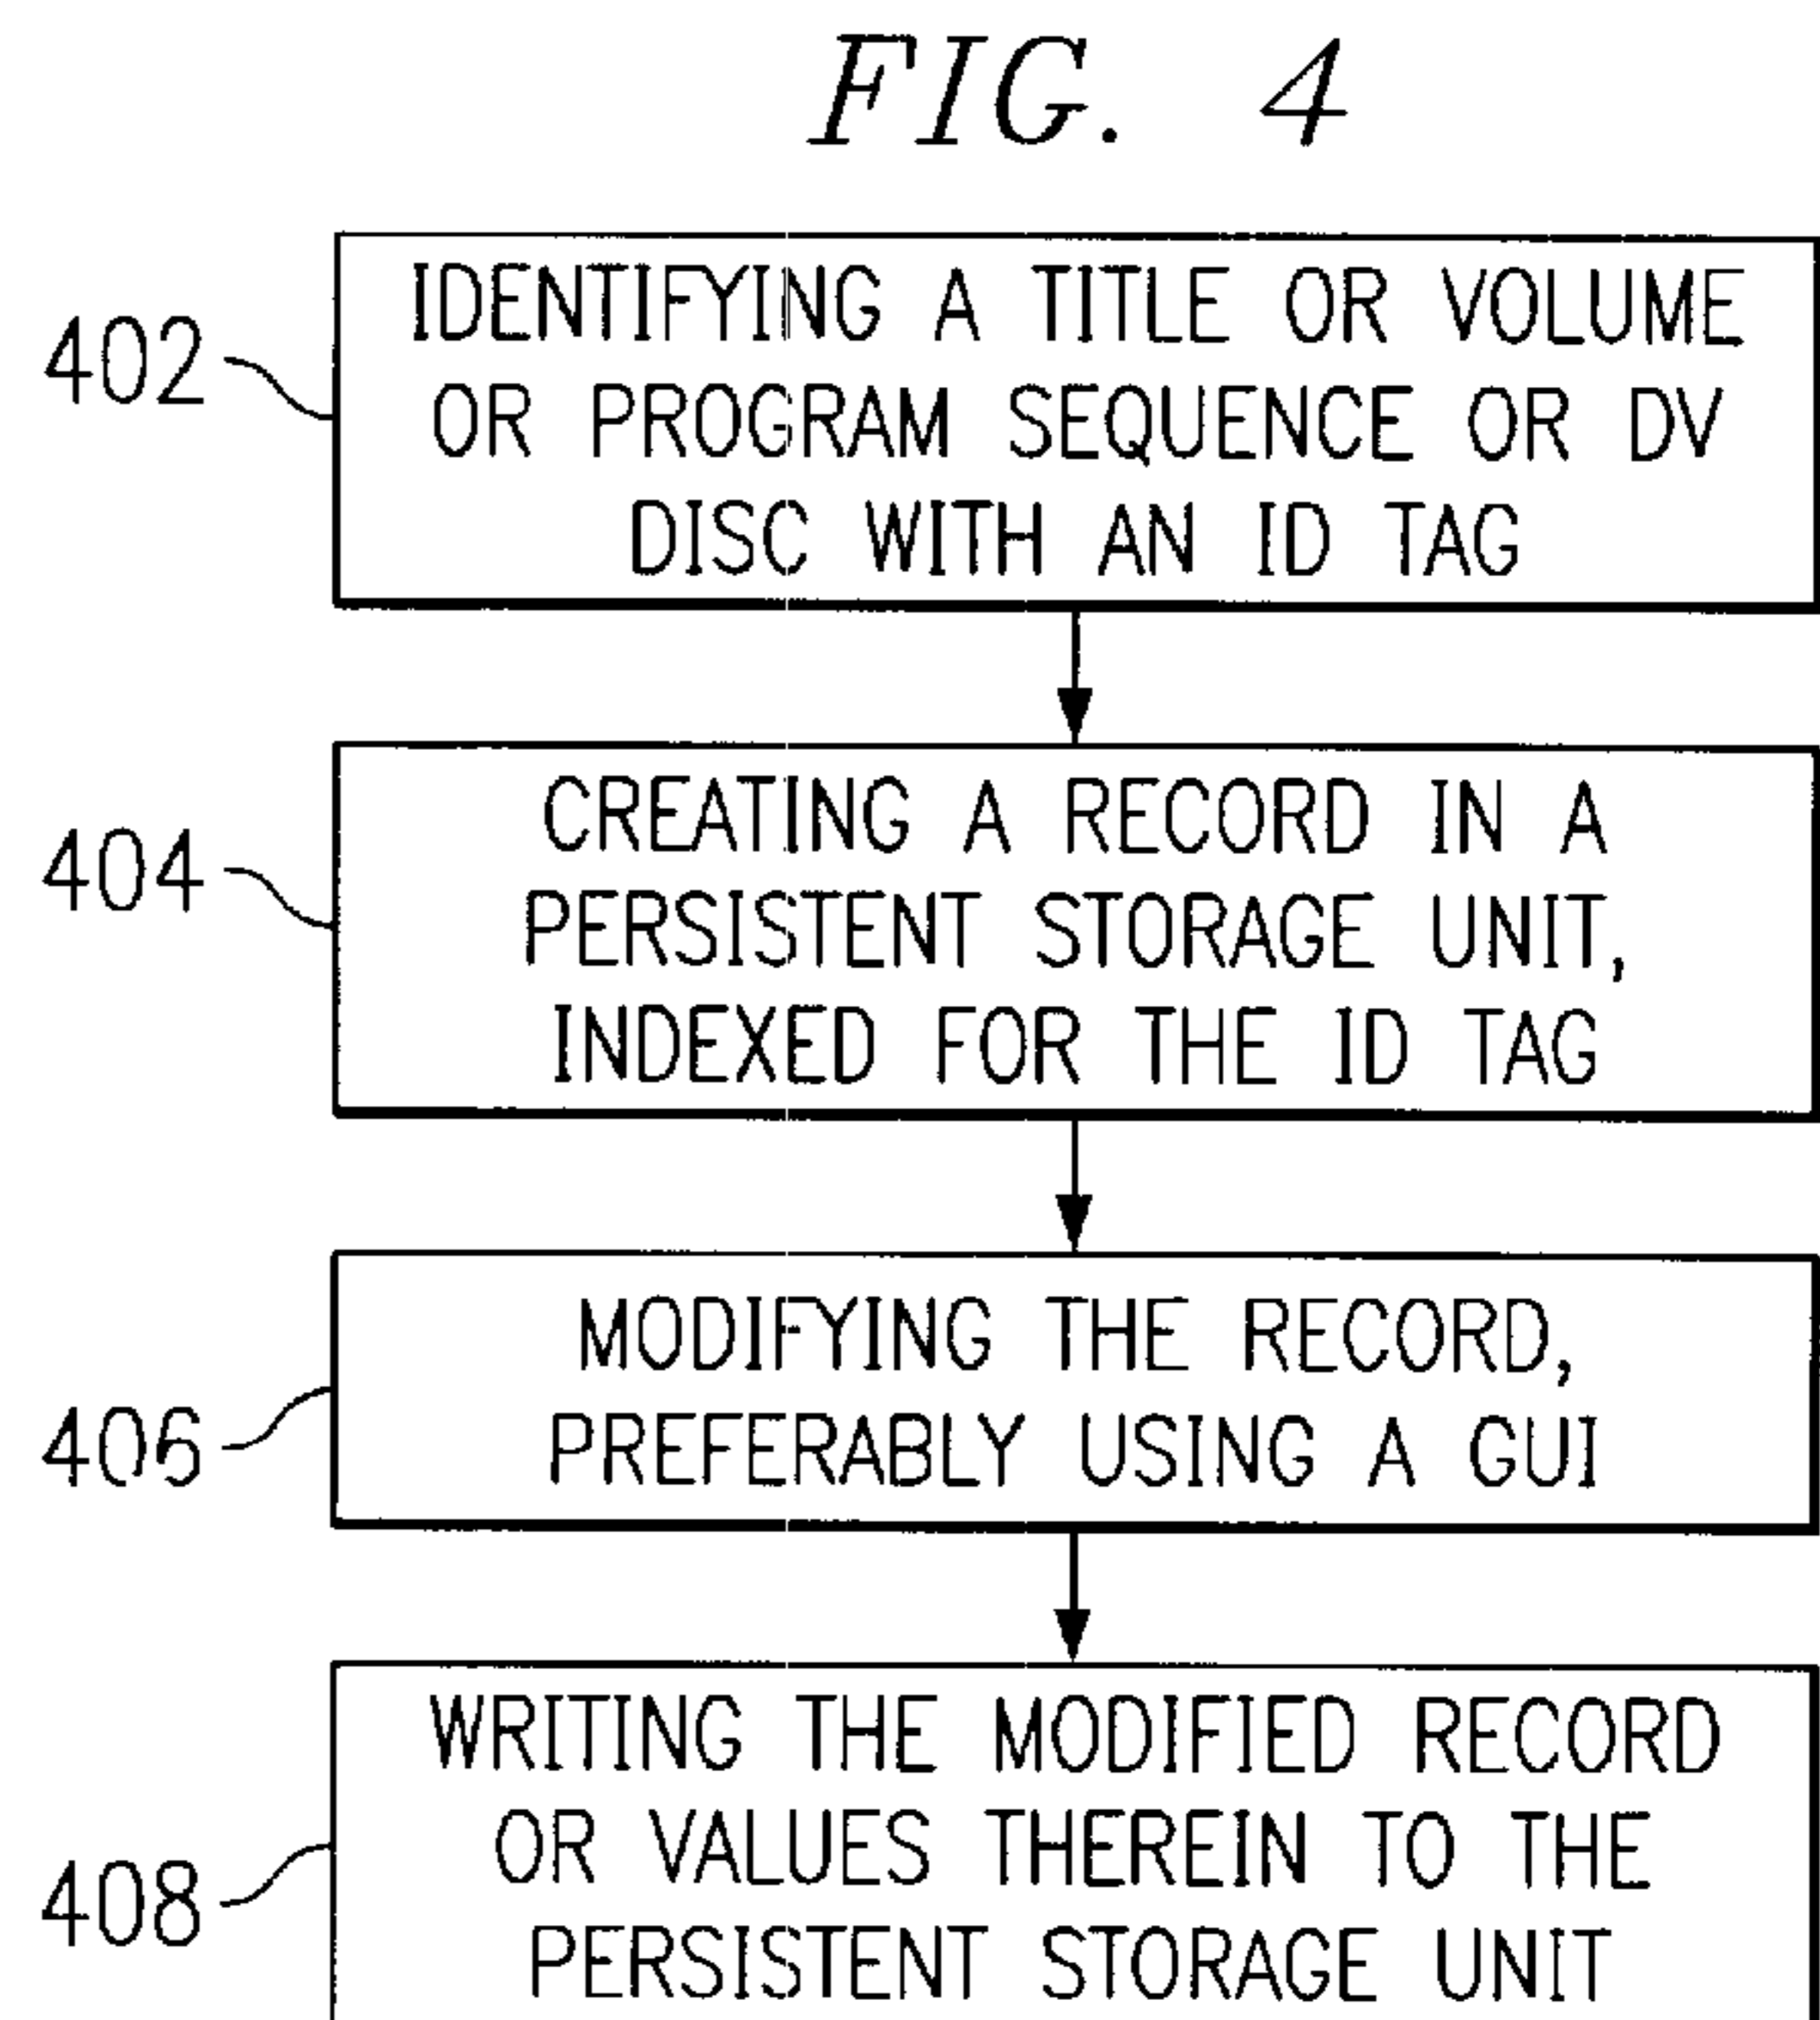 FIG. 4
402
IDENTIFYING A TITLE OR VOLUME
OR PROGRAM SEQUENCE OR DV
DISC WITH AN ID TAG
404
CREATING A RECORD IN A
PERSISTENT STORAGE UNIT,
INDEXED FOR THE ID TAG
406
MODIFYING THE RECORD,
PREFERABLY USING A GUI
408
WRITING THE MODIFIED RECORD
OR VALUES THEREIN TO THE
PERSISTENT STORAGE UNIT